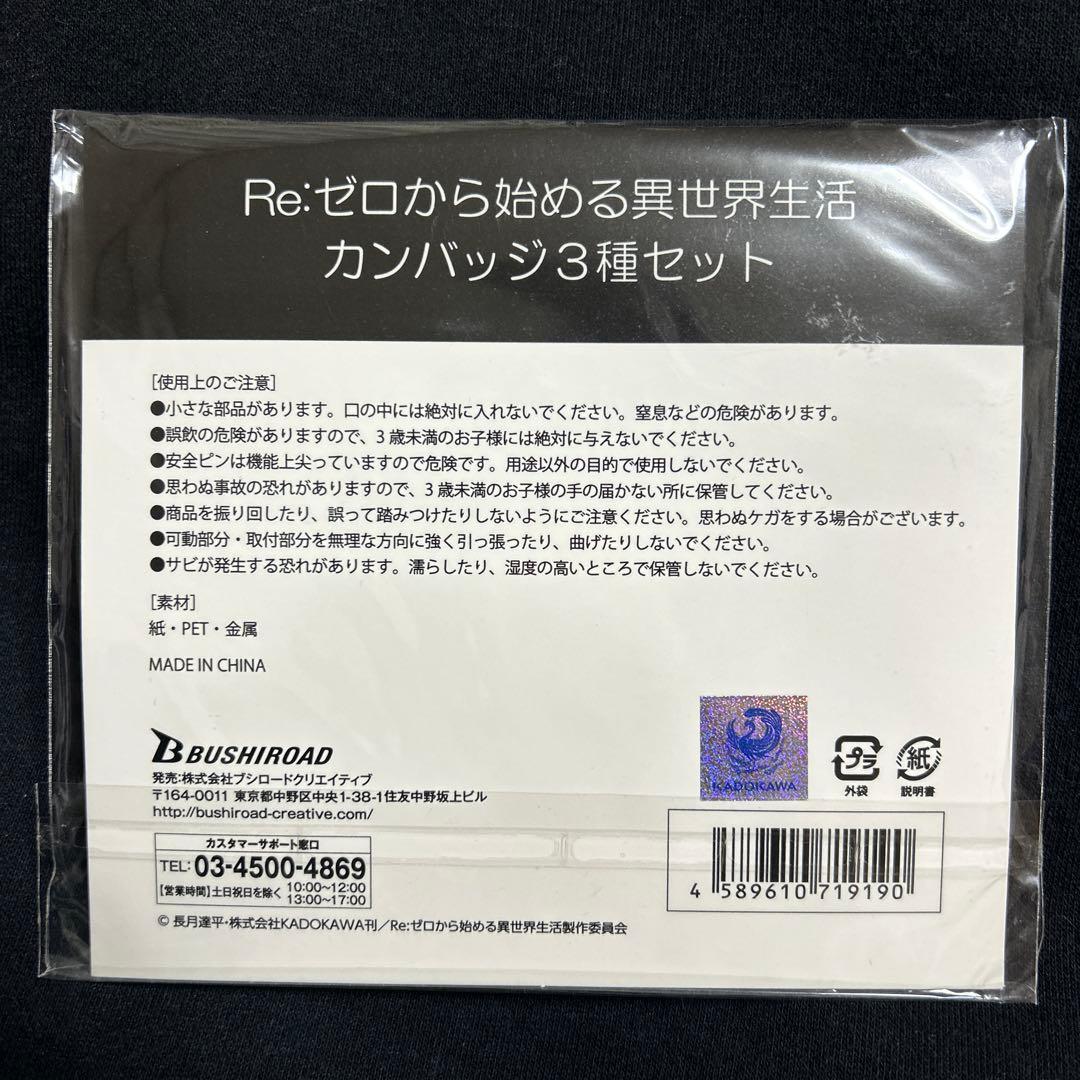 Re:ゼロから始める異世界生活
カンバッジ3種セット
[使用上のご注意]
●小さな部品があります。口の中には絶対に入れないでください。窒息などの危険があります。
●誤飲の危険がありますので、3歳未満のお子様には絶対に与えないでください。
●安全ピンは機能上尖っていますので危険です。用途以外の目的で使用しないでください。
●思わぬ事故の恐れがありますので、3歳未満のお子様の手の届かない所に保管してください。
●商品を振り回したり、誤って踏みつけたりしないようにご注意ください。思わぬケガをする場合がございます。
●可動部分・取付部分を無理な方向に強く引っ張ったり、曲げたりしないでください。
●サビが発生する恐れがあります。濡らしたり、湿度の高いところで保管しないでください。
[素材]
紙・PET・金属
MADE IN CHINA
B BUSHIROAD
発売:株式会社ブシロードクリエイティブ
〒164-0011 東京都中野区中央1-38-1住友中野坂上ビル
http://bushiroad-creative.com/
カスタマーサポート窓口
TEL: 03-4500-4869
【営業時間】土日祝日を除く 10:00~12:00
13:00~17:00
© 長月達平・株式会社KADOKAWA刊/Re:ゼロから始める異世界生活製作委員会
KADOKAWA
プラ
外袋
紙
説明書
4 589610 719190